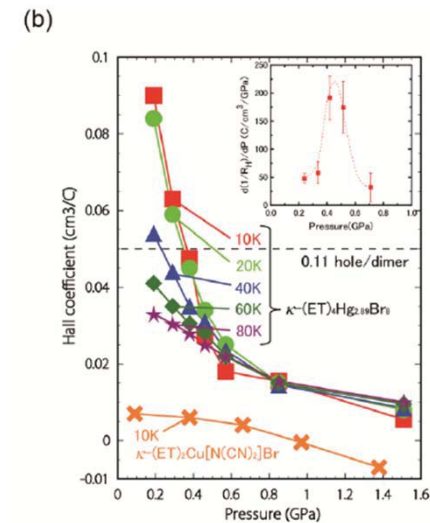 (b)
0.1
0.08
0.06
0.04
0.02
0
-0.01
Hall coefficient (cm3/C)
250
200
150
100
50
0
d(1/R_H)/dP (C/cm³/GPa)
0.0 0.2 0.4 0.6 0.8 1.0
Pressure(GPa)
10K
20K
40K
60K
80K
0.11 hole/dimer
κ-(ET)₄Hg₂.₈₉Br₈
10K
κ-(ET)₂Cu[N(CN)₂]Br
0 0.2 0.4 0.6 0.8 1 1.2 1.4 1.6
Pressure (GPa)